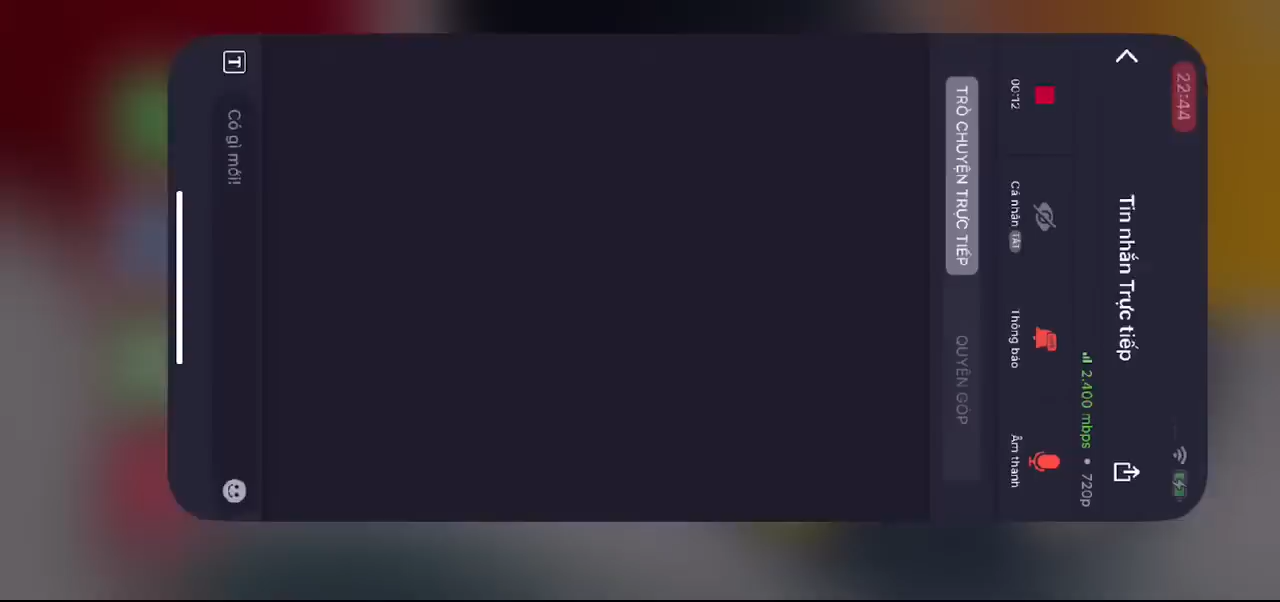 22:44
Tin nhắn Trực tiếp
2.400 mbps • 720p
00:12
Cá nhân TẮT
Thông báo
Âm thanh
TRÒ CHUYỆN TRỰC TIẾP
QUYÊN GÓP
T
Có gì mới!